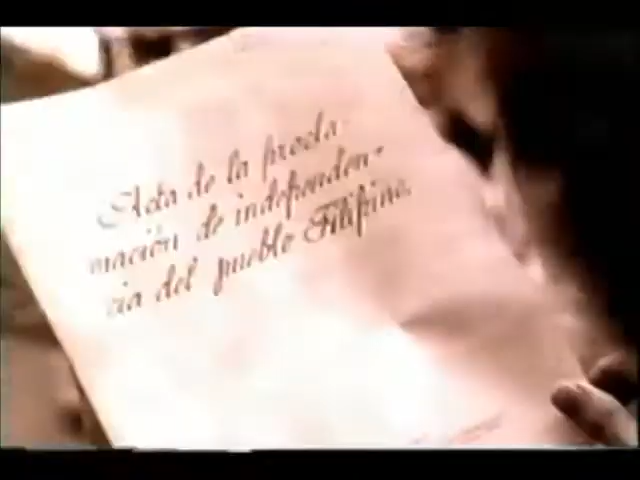 Acta de la procla-
mación de independen-
cia del pueblo Filipino.